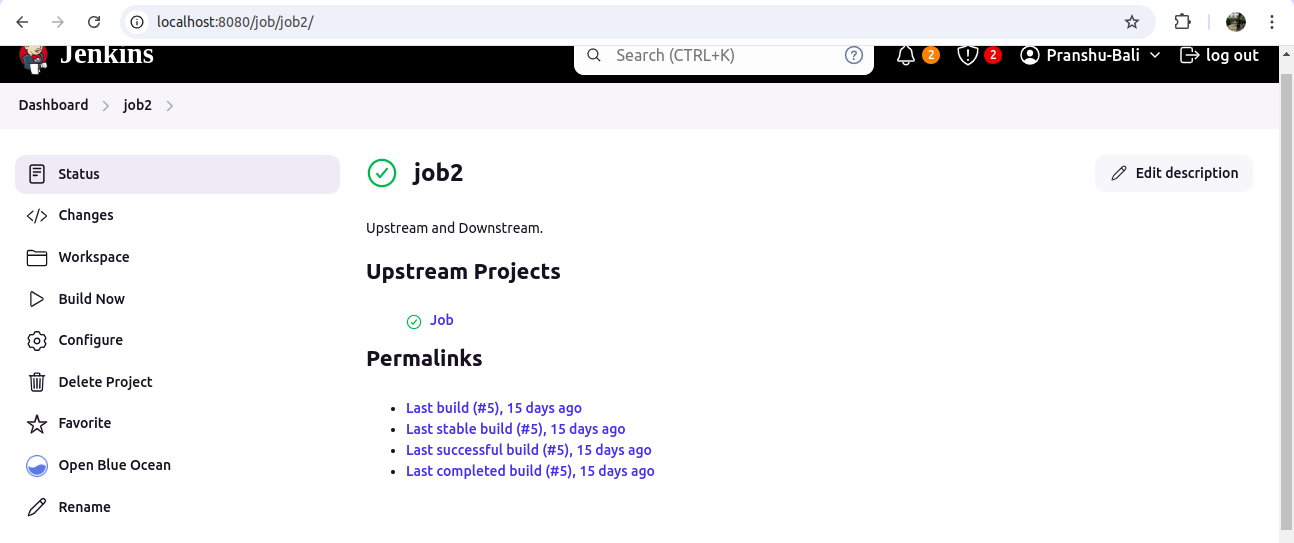 localhost:8080/job/job2/
Jenkins
Search (CTRL+K)
?
2
2
Pranshu-Bali
log out
Dashboard
job2
Status
Changes
Workspace
Build Now
Configure
Delete Project
Favorite
Open Blue Ocean
Rename
job2
Edit description
Upstream and Downstream.
Upstream Projects
Job
Permalinks
Last build (#5), 15 days ago
Last stable build (#5), 15 days ago
Last successful build (#5), 15 days ago
Last completed build (#5), 15 days ago